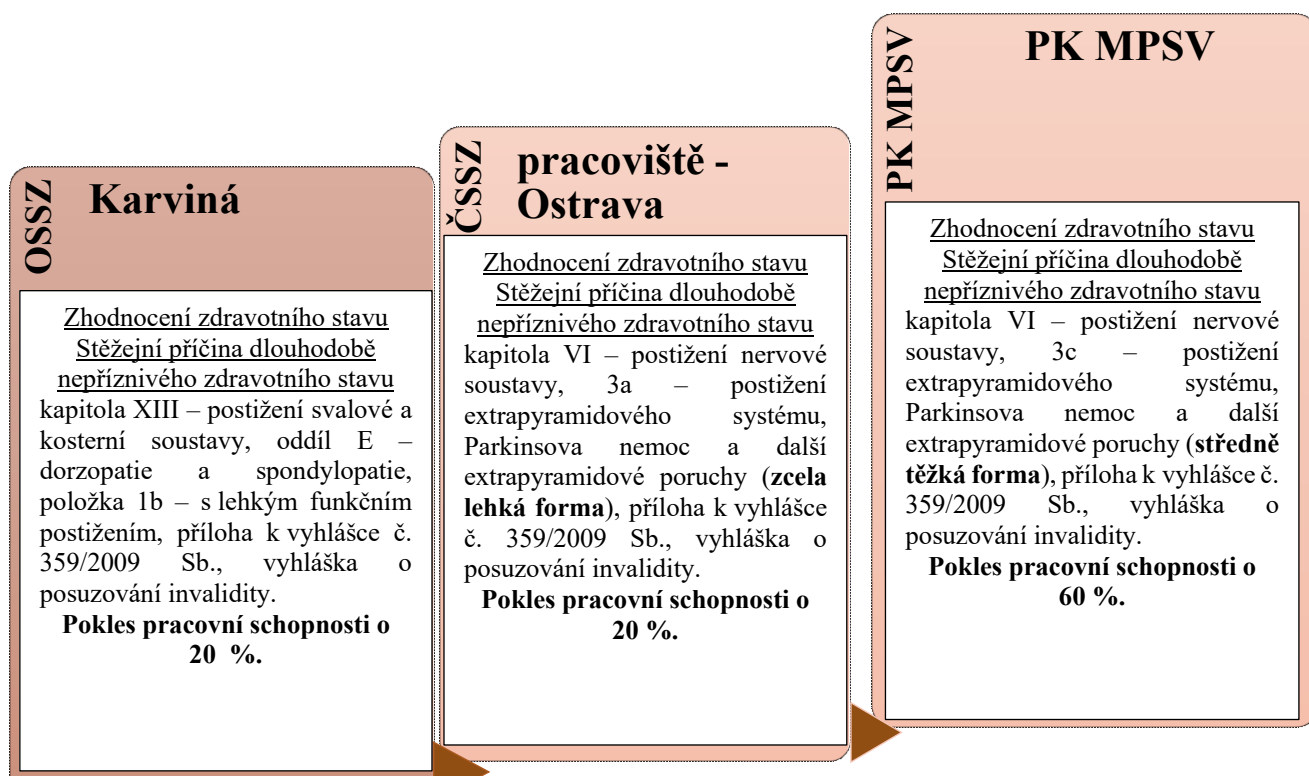 OSSZ
Karviná
Zhodnocení zdravotního stavu
Stěžejní příčina dlouhodobě
nepříznivého zdravotního stavu
kapitola XIII – postižení svalové a
kosterní soustavy, oddíl E –
dorzopatie a spondylopatie,
položka 1b – s lehkým funkčním
postižením, příloha k vyhlášce č.
359/2009 Sb., vyhláška o
posuzování invalidity.
Pokles pracovní schopnosti o
20 %.
ČSSZ
pracoviště -
Ostrava
Zhodnocení zdravotního stavu
Stěžejní příčina dlouhodobě
nepříznivého zdravotního stavu
kapitola VI – postižení nervové
soustavy, 3a – postižení
extrapyramidového systému,
Parkinsova nemoc a další
extrapyramidové poruchy (zcela
lehká forma), příloha k vyhlášce
č. 359/2009 Sb., vyhláška o
posuzování invalidity.
Pokles pracovní schopnosti o
20 %.
PK MPSV
PK MPSV
Zhodnocení zdravotního stavu
Stěžejní příčina dlouhodobě
nepříznivého zdravotního stavu
kapitola VI – postižení nervové
soustavy, 3c – postižení
extrapyramidového systému,
Parkinsova nemoc a další
extrapyramidové poruchy (středně
těžká forma), příloha k vyhlášce č.
359/2009 Sb., vyhláška o
posuzování invalidity.
Pokles pracovní schopnosti o
60 %.